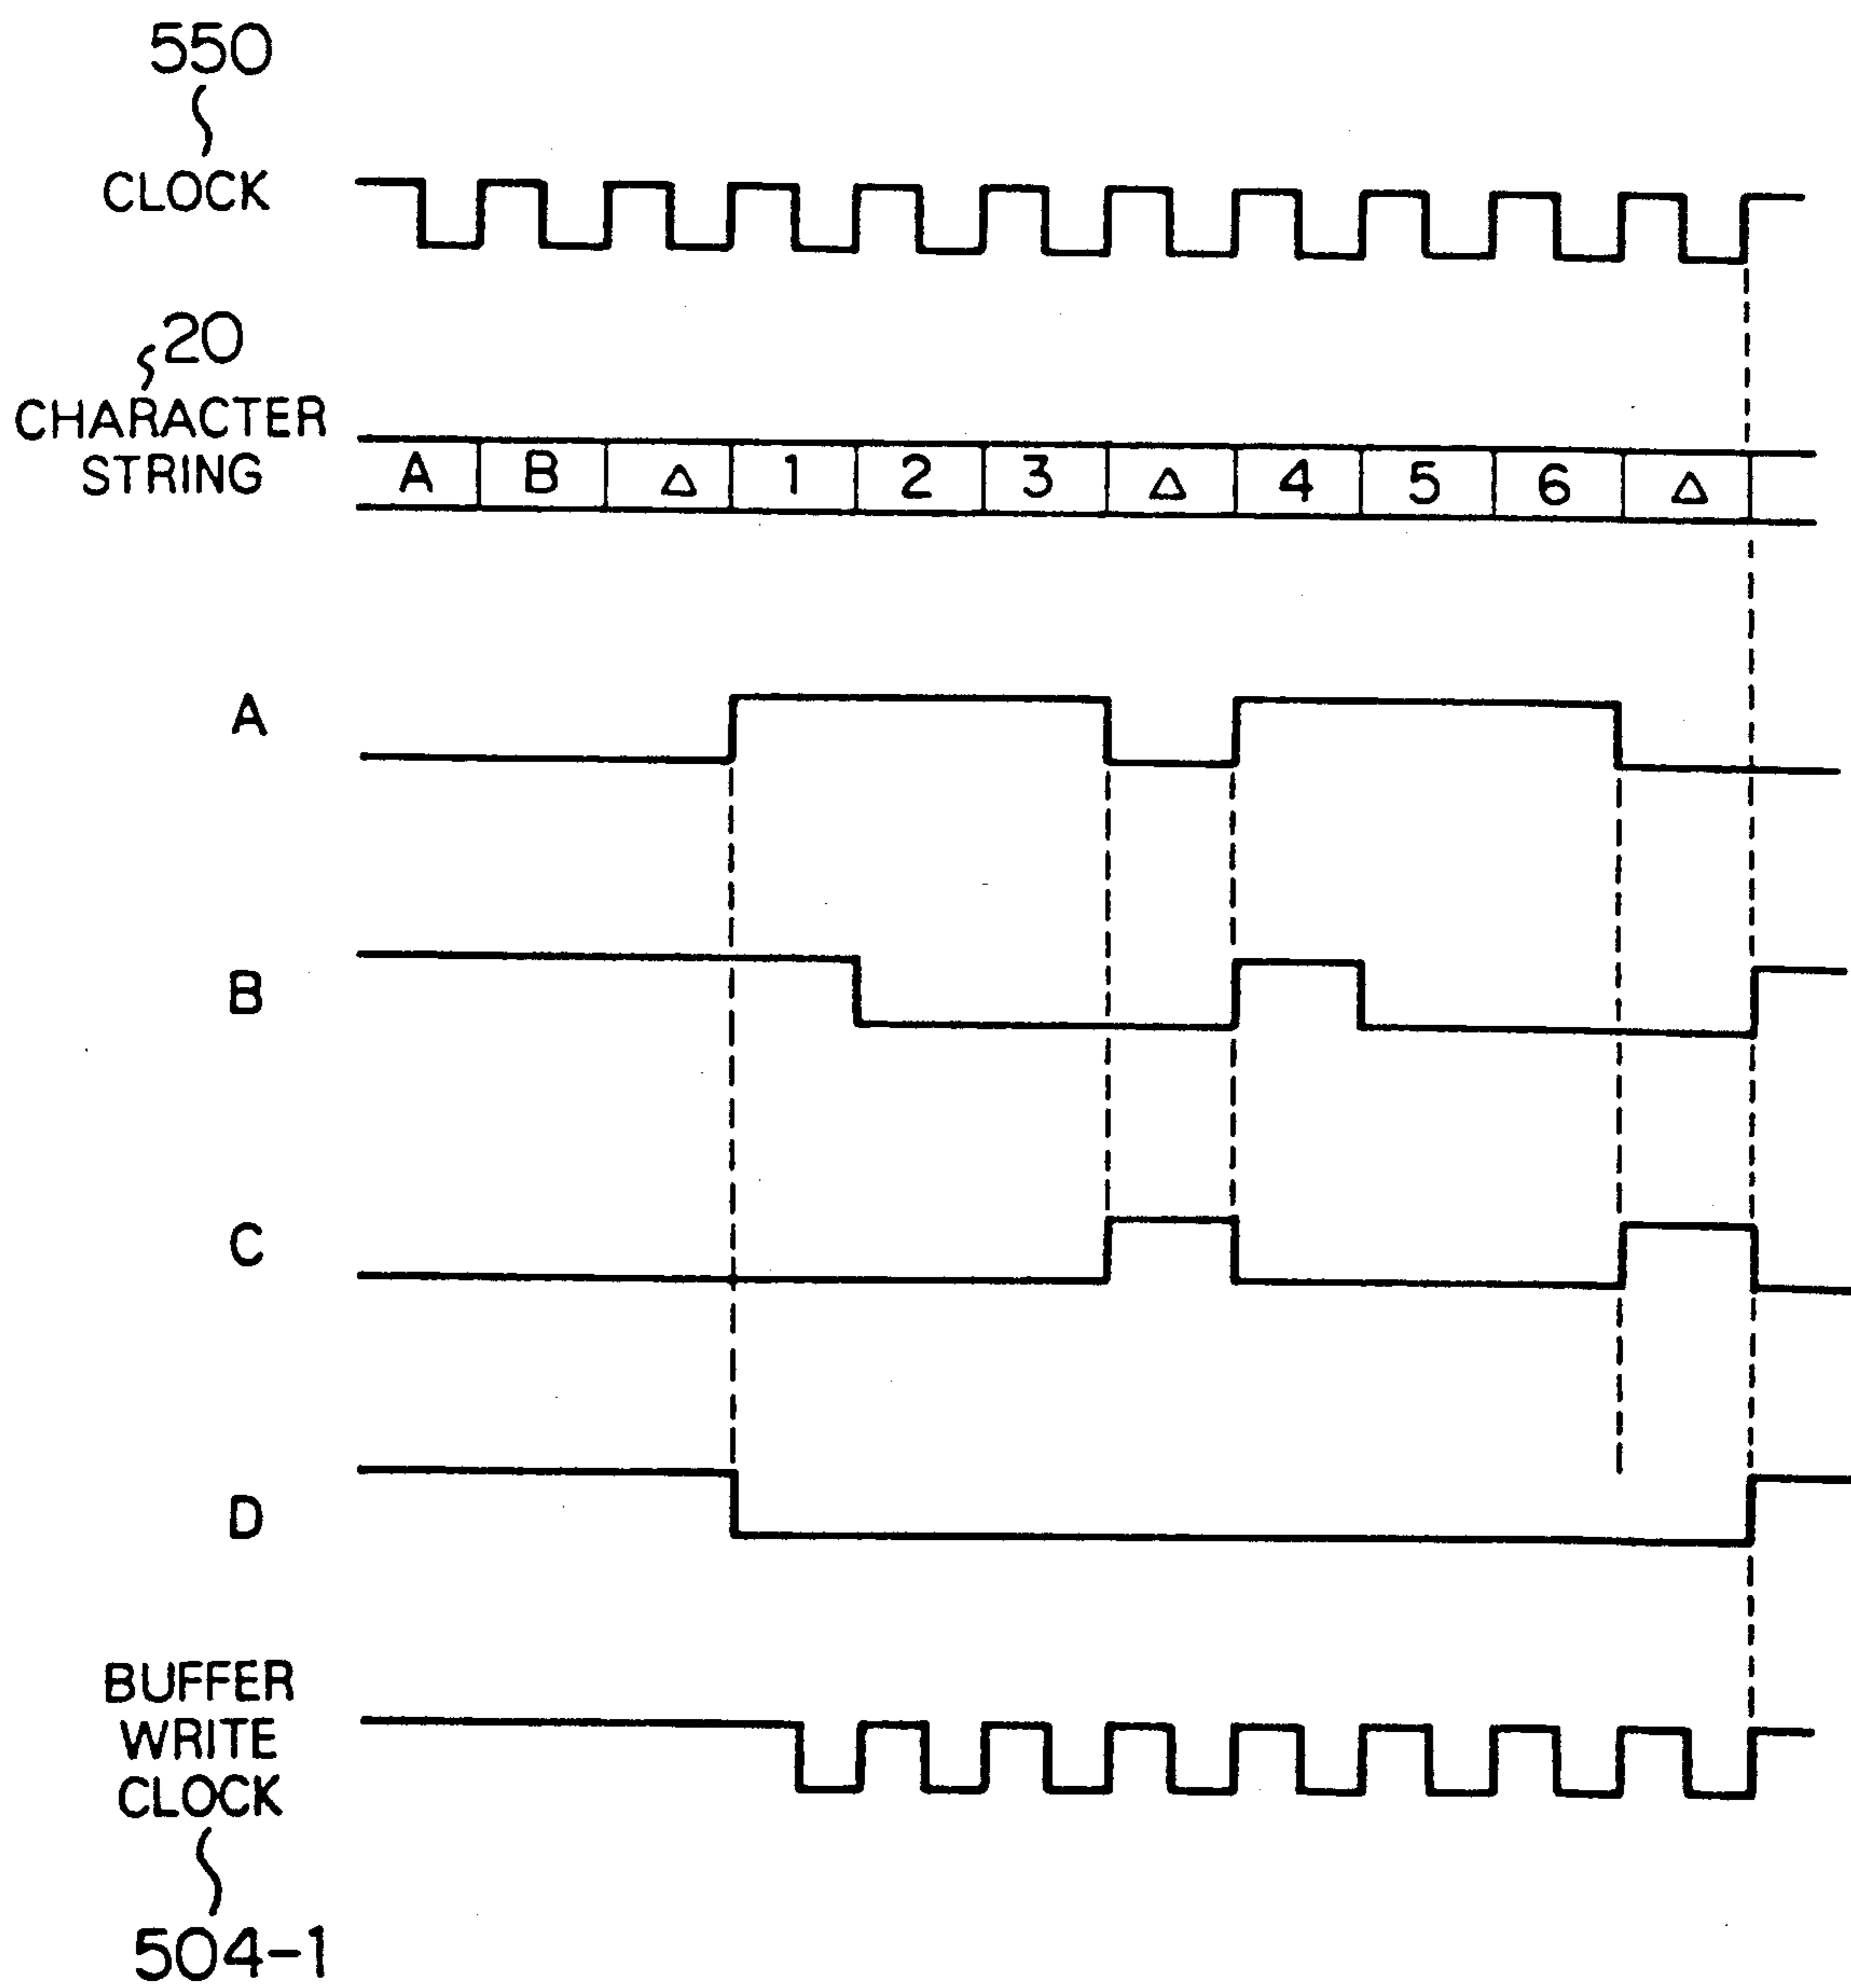 550
CLOCK
20
CHARACTER
STRING
A B △ 1 2 3 △ 4 5 6 △
A
B
C
D
BUFFER
WRITE
CLOCK
504-1